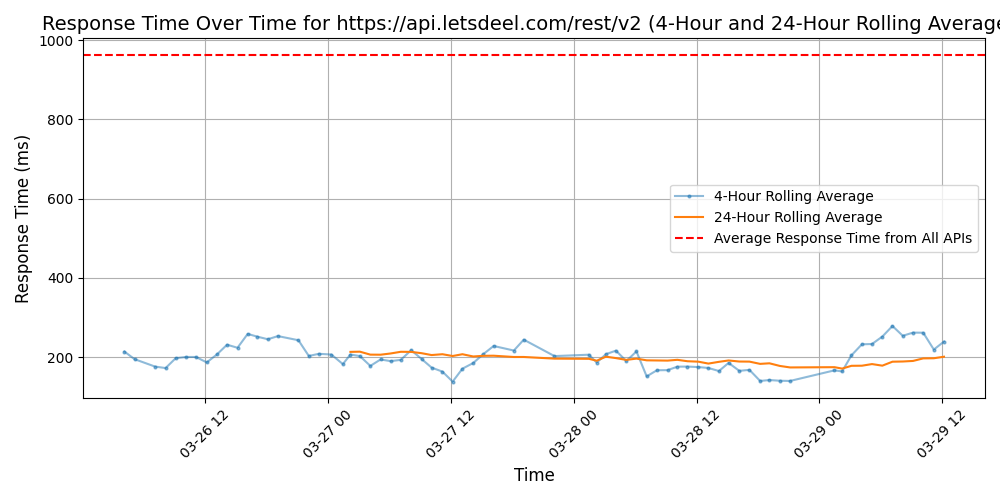 Response Time Over Time for https://api.letsdeel.com/rest/v2 (4-Hour and 24-Hour Rolling Average
Response Time (ms)
1000
800
600
400
200
4-Hour Rolling Average
24-Hour Rolling Average
Average Response Time from All APIs
03-26 12
03-27 00
03-27 12
03-28 00
03-28 12
03-29 00
03-29 12
Time